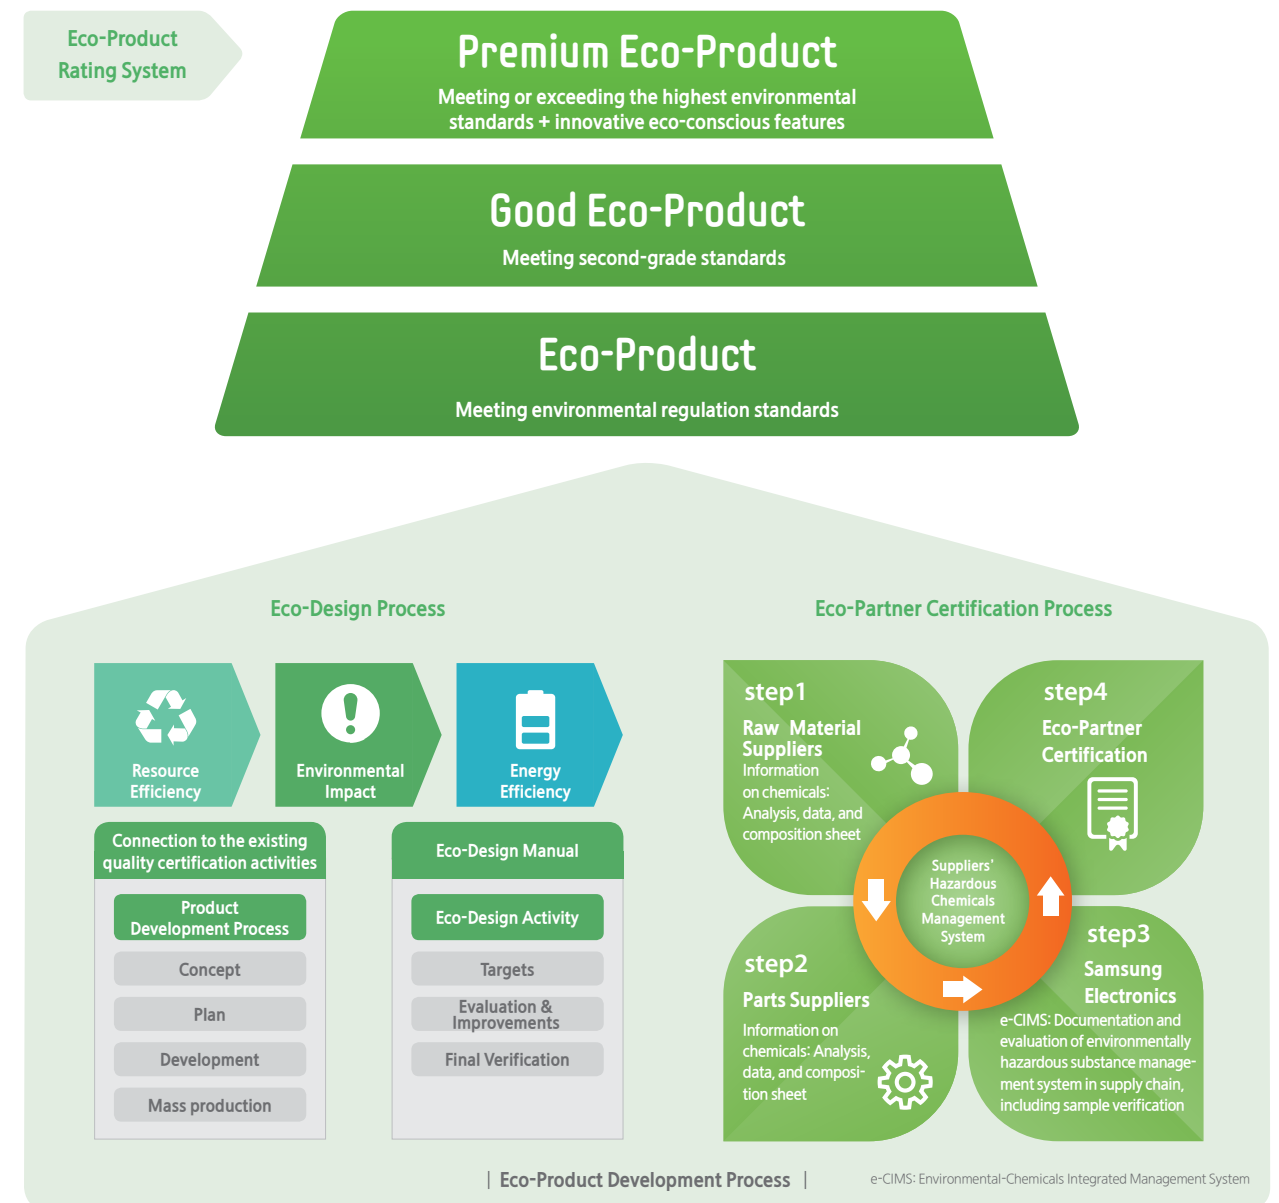 Eco-Product
Rating System
Premium Eco-Product
Meeting or exceeding the highest environmental
standards + innovative eco-conscious features
Good Eco-Product
Meeting second-grade standards
Eco-Product
Meeting environmental regulation standards
Eco-Design Process
Resource
Efficiency
Environmental
Impact
Energy
Efficiency
Connection to the existing
quality certification activities
Product
Development Process
Concept
Plan
Development
Mass production
Eco-Design Manual
Eco-Design Activity
Targets
Evaluation &
Improvements
Final Verification
Eco-Partner Certification Process
step1
Raw Material
Suppliers
Information
on chemicals:
Analysis, data, and
composition sheet
step2
Parts Suppliers
Information on
chemicals: Analysis,
data, and composi-
tion sheet
step3
Samsung
Electronics
e-CIMS: Documentation and
evaluation of environmentally
hazardous substance manage-
ment system in supply chain,
including sample verification
step4
Eco-Partner
Certification
Suppliers'
Hazardous
Chemicals
Management
System
| Eco-Product Development Process |
e-CIMS: Environmental-Chemicals Integrated Management System